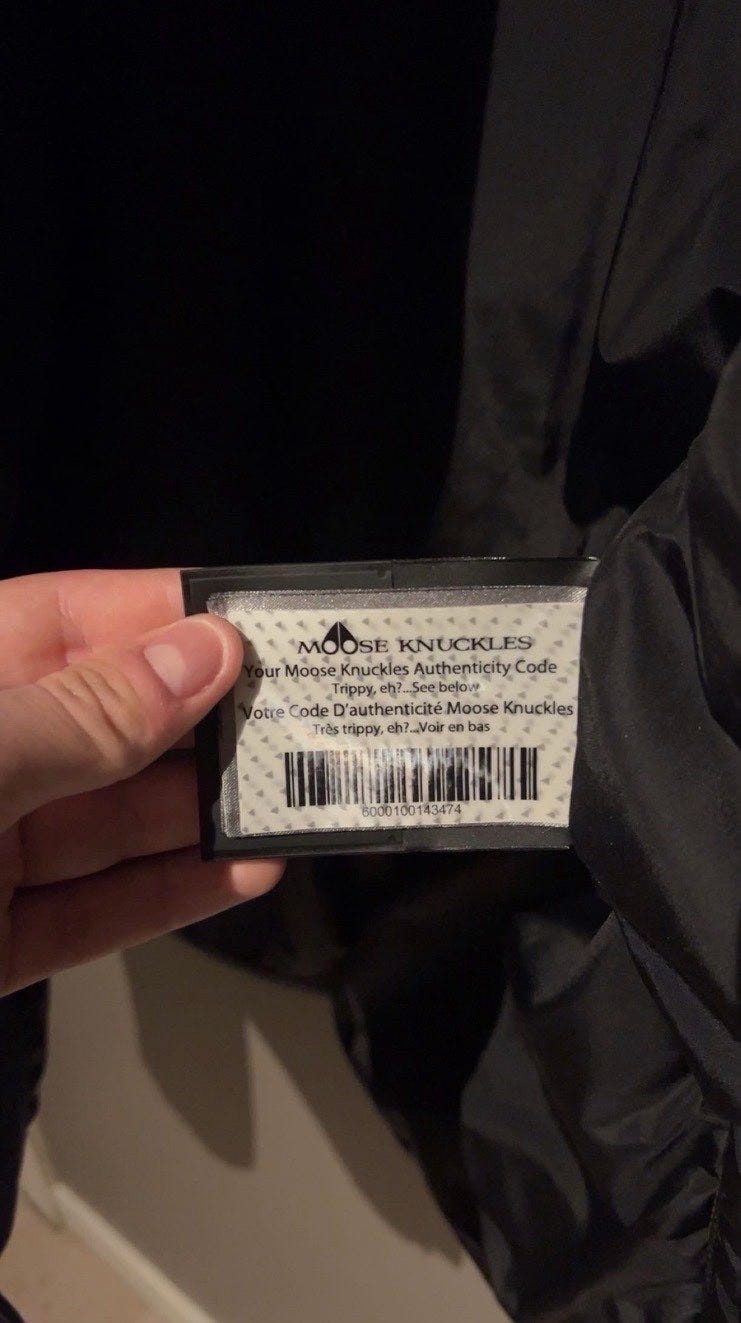 MOOSE KNUCKLES
Your Moose Knuckles Authenticity Code
Trippy, eh?...See below
Votre Code D'authenticité Moose Knuckles
Très trippy, eh?...Voir en bas
6000100143474